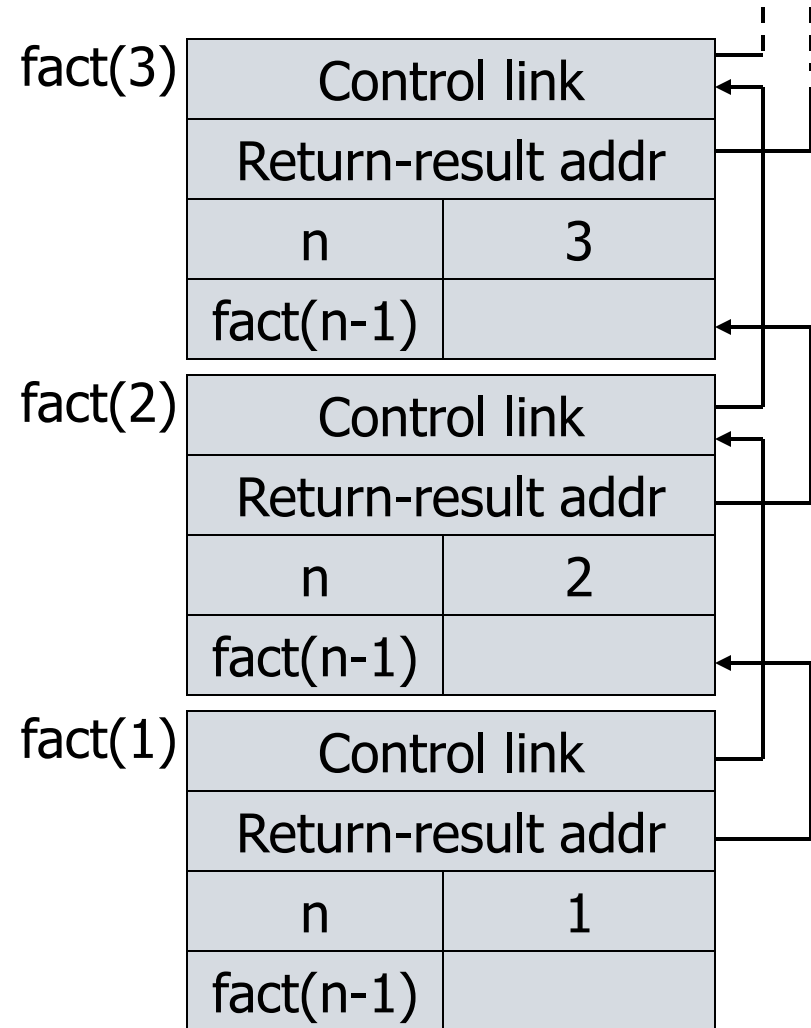 fact(3)
Control link
Return-result addr
n 3
fact(n-1)
fact(2)
Control link
Return-result addr
n 2
fact(n-1)
fact(1)
Control link
Return-result addr
n 1
fact(n-1)